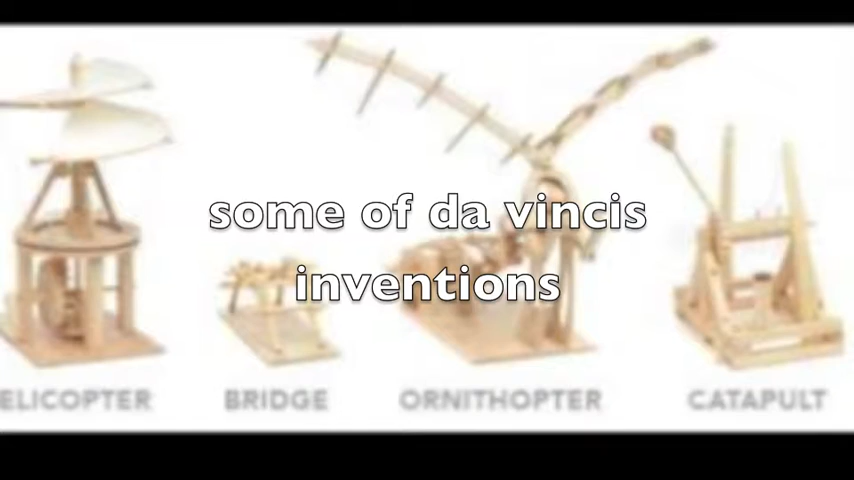 some of da vincis
inventions
ELICOPTER BRIDGE ORNITHOPTER CATAPULT